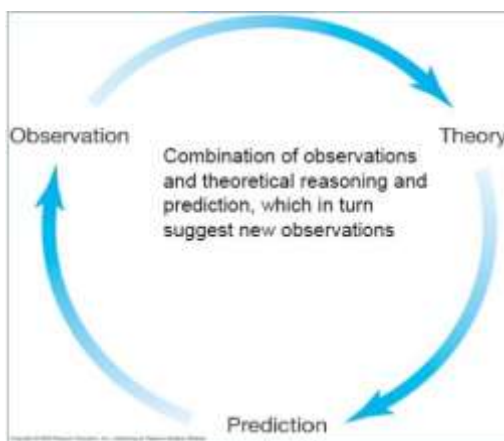 Observation
Theory
Combination of observations
and theoretical reasoning and
prediction, which in turn
suggest new observations
Prediction